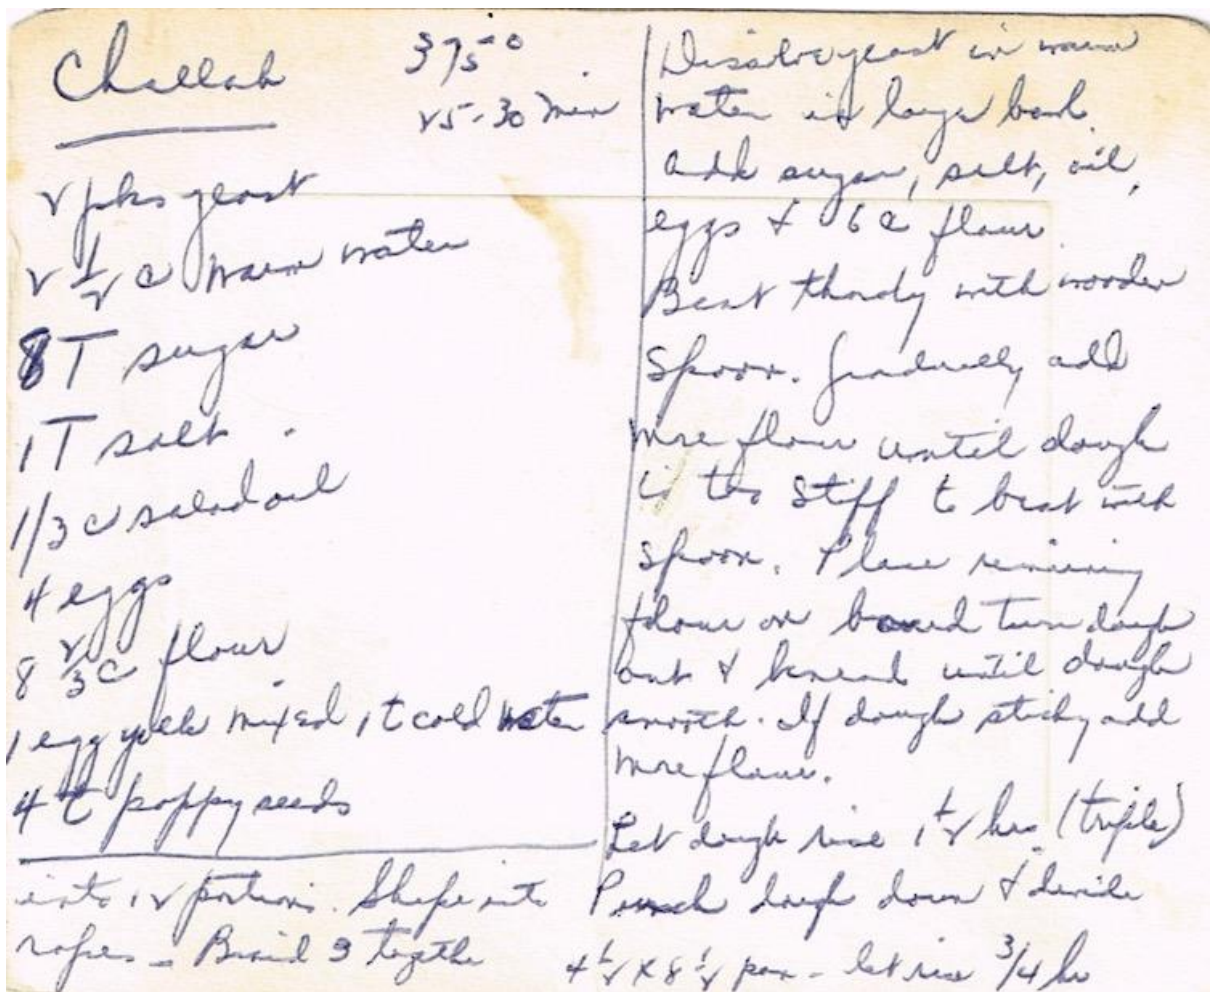 Challah
375°
25-30 min
2 pks yeast
2 1/2 c warm water
8 T sugar
1 T salt.
1/3 c salad oil
4 eggs
8 2/3 c flour
1 egg yolk mixed 1 t cold water
4 t poppy seeds
Dissolve yeast in warm
water in large bowl.
Add sugar, salt, oil,
eggs & 6 c flour.
Beat thordy with wooden
spoon. Gradually add
more flour until dough
is too stiff to beat with
spoon. Place remaining
flour on board turn dough
out & knead until dough
smooth. If dough sticky add
more flour.
Let dough rise 1 1/2 hrs. (triple)
Punch dough down & divide
into 12 portions. Shape into
ropes - Braid 3 togethe
4 1/2 x 8 1/2 pan - let rise 3/4 hr